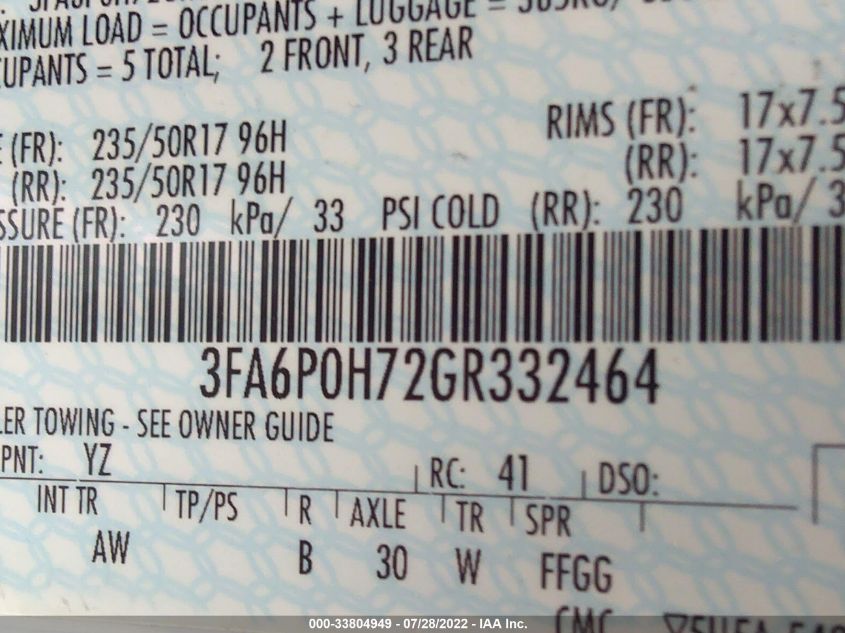 XIMUM LOAD = OCCUPANTS + LUGGAGE =
CUPANTS = 5 TOTAL; 2 FRONT, 3 REAR
E (FR): 235/50R17 96H RIMS (FR): 17x7.5
(RR): 235/50R17 96H (RR): 17x7.5
SSURE (FR): 230 kPa/ 33 PSI COLD (RR): 230 kPa/ 3
3FA6P0H72GR332464
LER TOWING - SEE OWNER GUIDE
PNT: YZ RC: 41 DSO:
INT TR TP/PS R AXLE TR SPR
AW B 30 W FFGG
000-33804949 - 07/28/2022 - IAA Inc.